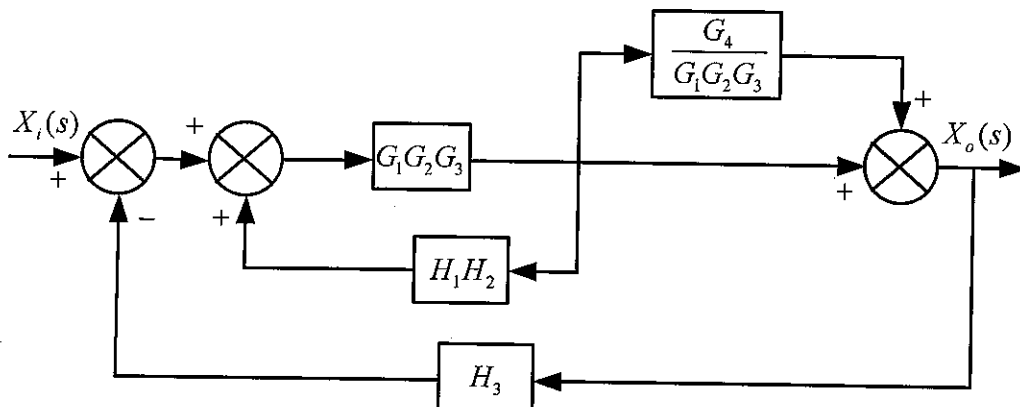 G₄
G₁G₂G₃
+
Xᵢ(s)
+
+
G₁G₂G₃
+
Xₒ(s)
+
−
+
H₁H₂
H₃